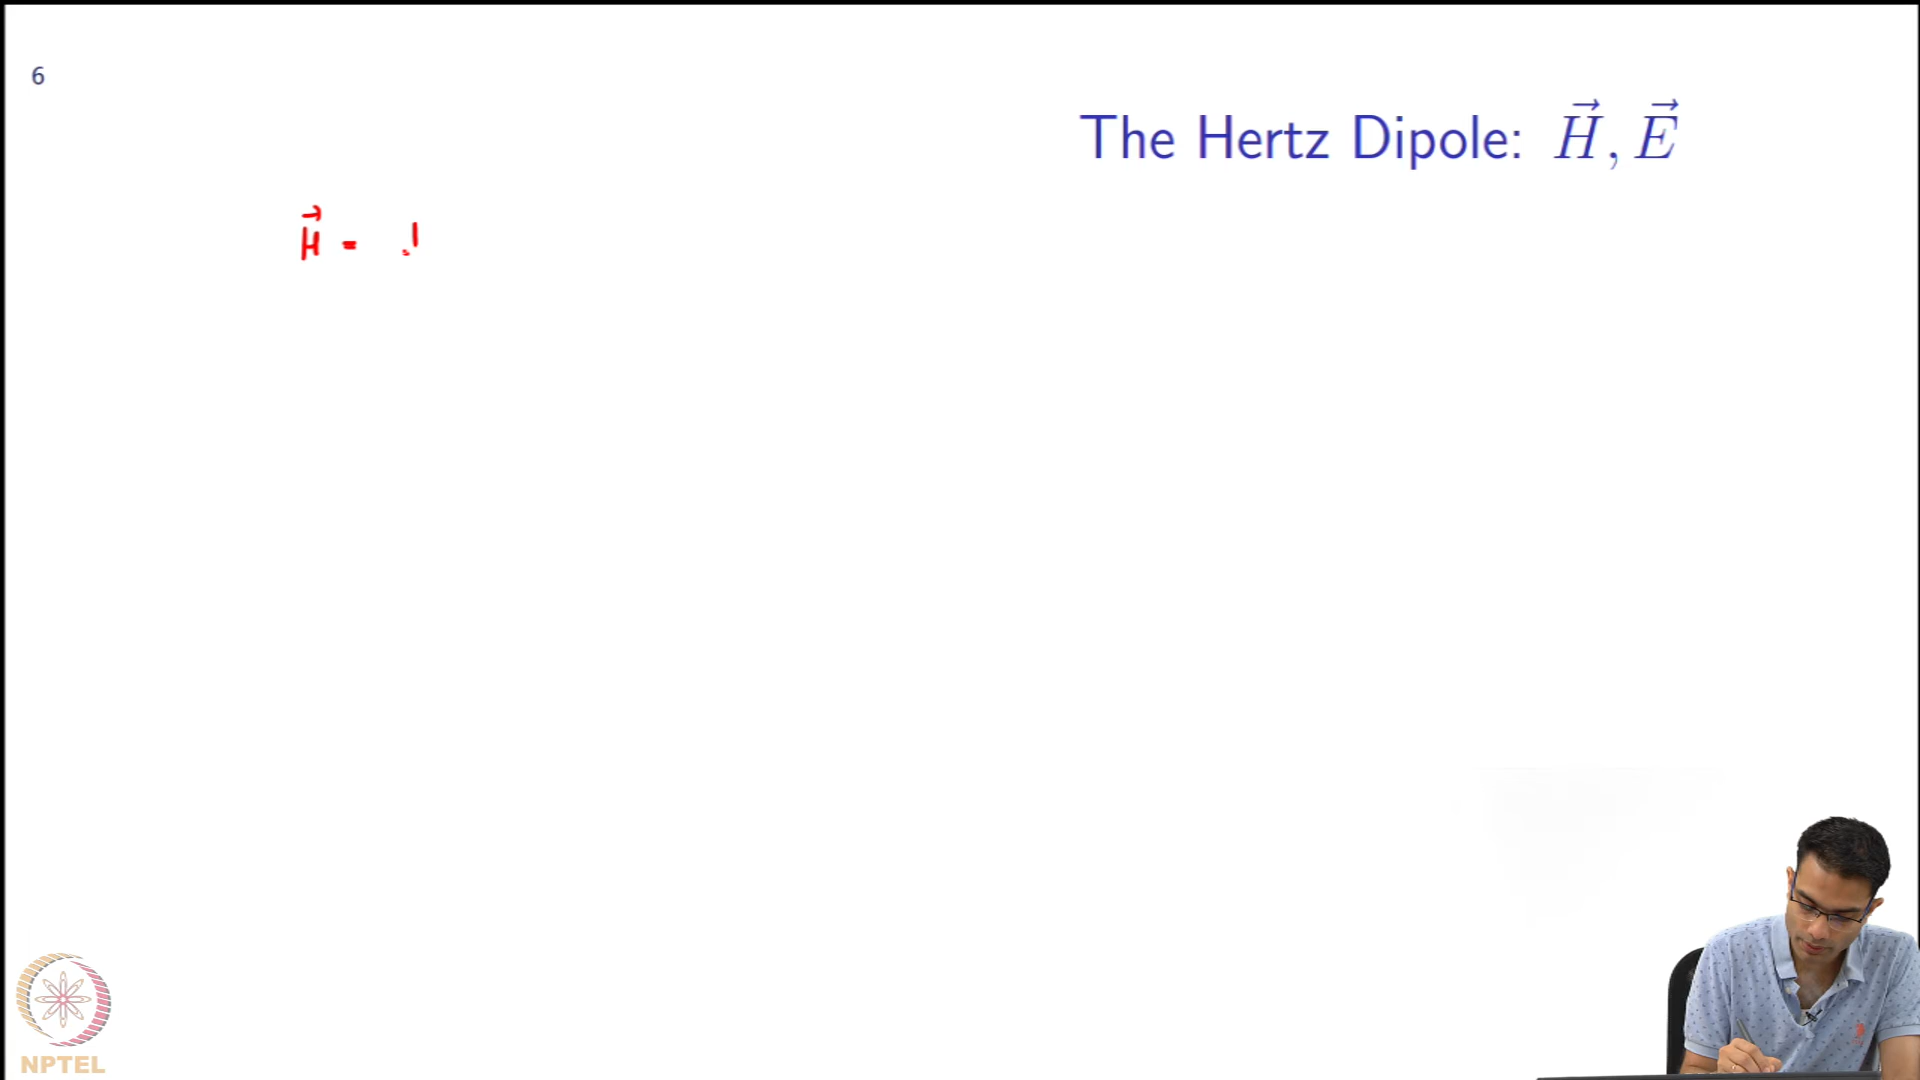 6
The Hertz Dipole: $\vec{H}, \vec{E}$
$\vec{H}$ =
NPTEL